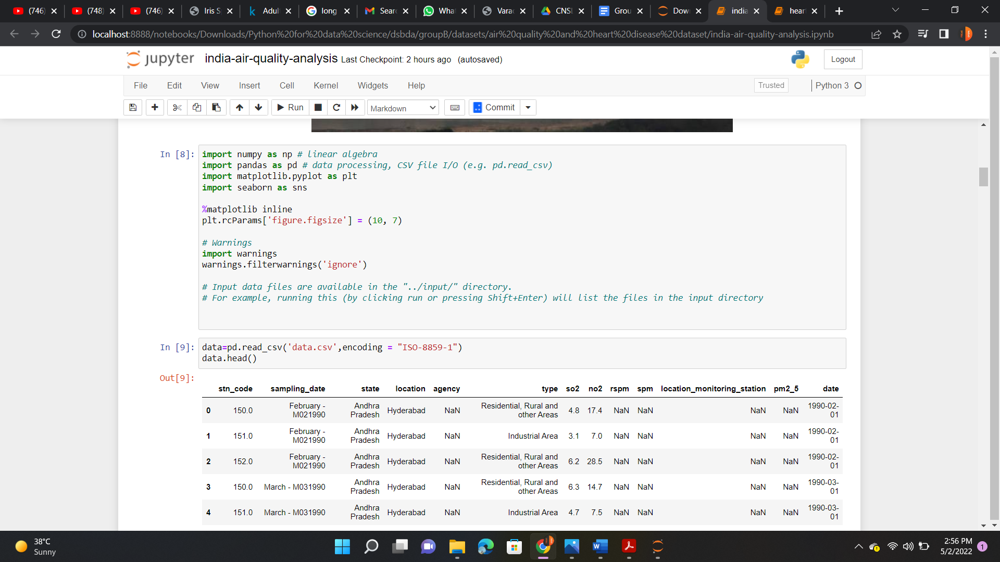 (746)
(748)
(746)
Iris S
Adul
long
Sear
What
Varad
CNSL
Grou
Dow
india
hear
localhost:8888/notebooks/Downloads/Python%20for%20data%20science/dsbda/groupB/datasets/air%20quality%20and%20heart%20disease%20dataset/india-air-quality-analysis.ipynb
jupyter india-air-quality-analysis Last Checkpoint: 2 hours ago (autosaved)
Logout
File Edit View Insert Cell Kernel Widgets Help
Trusted
Python 3
Run
Markdown
Commit
In [8]:
import numpy as np # linear algebra
import pandas as pd # data processing, CSV file I/O (e.g. pd.read_csv)
import matplotlib.pyplot as plt
import seaborn as sns
%matplotlib inline
plt.rcParams['figure.figsize'] = (10, 7)
# Warnings
import warnings
warnings.filterwarnings('ignore')
# Input data files are available in the "../input/" directory.
# For example, running this (by clicking run or pressing Shift+Enter) will list the files in the input directory
In [9]:
data=pd.read_csv('data.csv',encoding = "ISO-8859-1")
data.head()
Out[9]:
stn_code sampling_date state location agency type so2 no2 rspm spm location_monitoring_station pm2_5 date
0 150.0 February - M021990 Andhra Pradesh Hyderabad NaN Residential, Rural and other Areas 4.8 17.4 NaN NaN NaN NaN 1990-02-01
1 151.0 February - M021990 Andhra Pradesh Hyderabad NaN Industrial Area 3.1 7.0 NaN NaN NaN NaN 1990-02-01
2 152.0 February - M021990 Andhra Pradesh Hyderabad NaN Residential, Rural and other Areas 6.2 28.5 NaN NaN NaN NaN 1990-02-01
3 150.0 March - M031990 Andhra Pradesh Hyderabad NaN Residential, Rural and other Areas 6.3 14.7 NaN NaN NaN NaN 1990-03-01
4 151.0 March - M031990 Andhra Pradesh Hyderabad NaN Industrial Area 4.7 7.5 NaN NaN NaN NaN 1990-03-01
38°C
Sunny
2:56 PM
5/2/2022
1